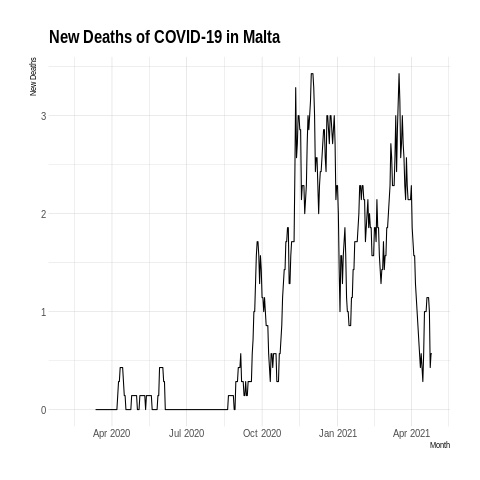 New Deaths of COVID-19 in Malta
New Deaths
3
2
1
0
Apr 2020 Jul 2020 Oct 2020 Jan 2021 Apr 2021
Month